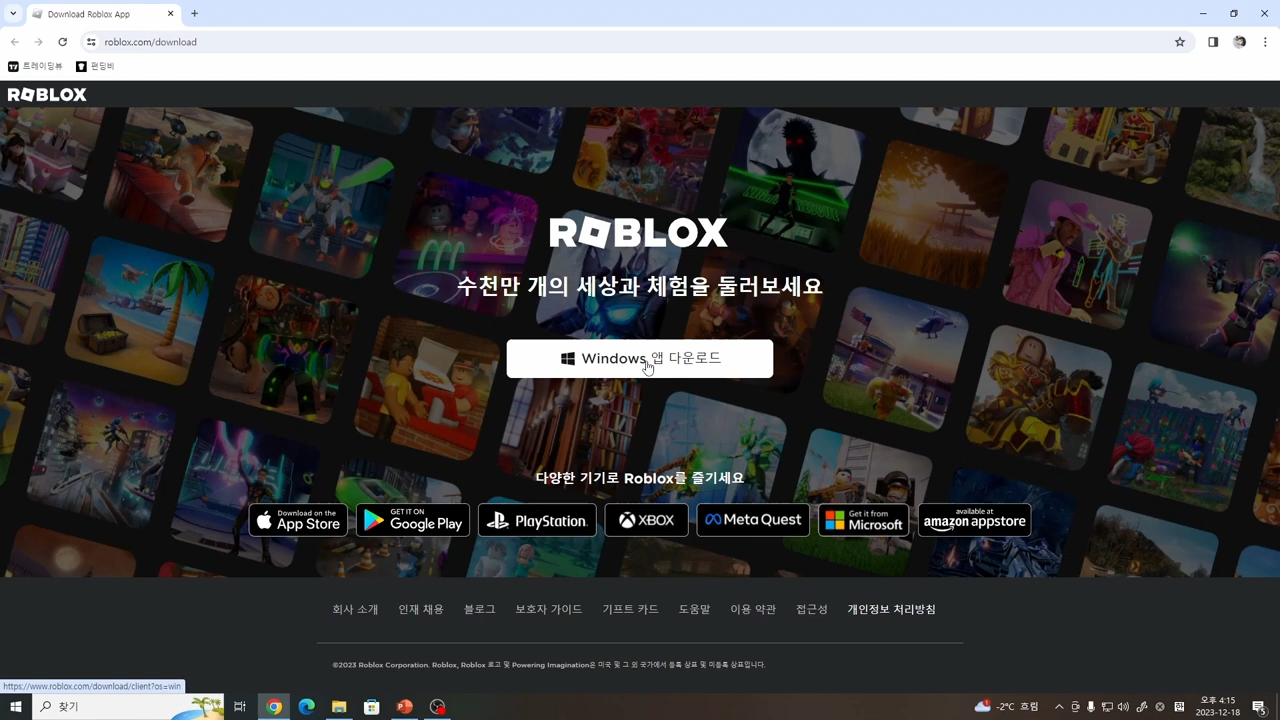 Download Roblox App
roblox.com/download
트레이딩뷰
펀딩비
ROBLOX
ROBLOX
수천만 개의 세상과 체험을 둘러보세요
Windows 앱 다운로드
다양한 기기로 Roblox를 즐기세요
Download on the
App Store
GET IT ON
Google Play
PlayStation
XBOX
Meta Quest
Get it from
Microsoft
available at
amazon appstore
회사 소개 인재 채용 블로그 보호자 가이드 기프트 카드 도움말 이용 약관 접근성 개인정보 처리방침
©2023 Roblox Corporation. Roblox, Roblox 로고 및 Powering Imagination은 미국 및 그 외 국가에서 등록 상표 및 미등록 상표입니다.
https://www.roblox.com/download/client?os=win
찾기
-2°C 흐림
오후 4:15
2023-12-18